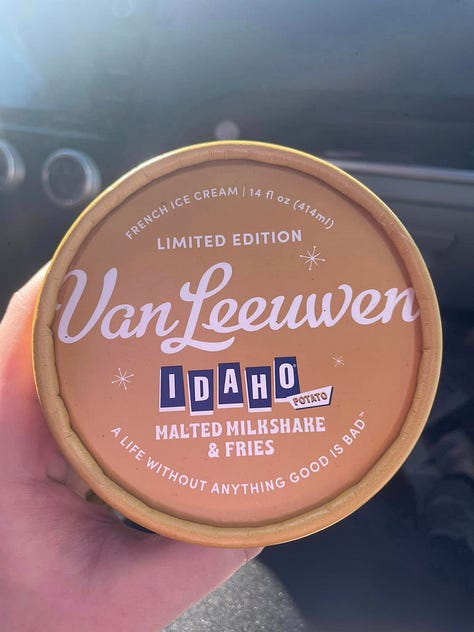 FRENCH ICE CREAM | 14 fl oz (414ml)
LIMITED EDITION
Van Leeuwen
IDAHO
POTATO
MALTED MILKSHAKE
& FRIES
A LIFE WITHOUT ANYTHING GOOD IS BAD™